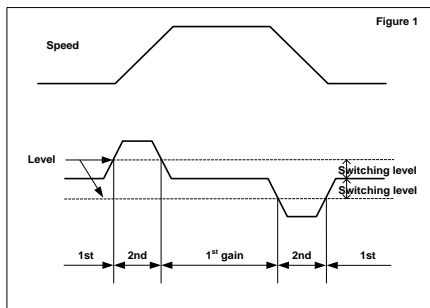 Figure 1
Speed
Level
Switching level
Switching level
1st
2nd
1st gain
2nd
1st